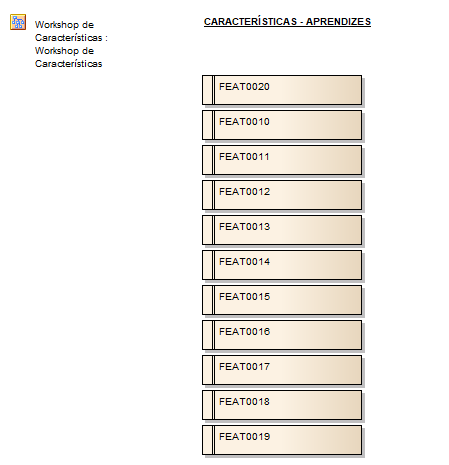 Workshop de
Características :
Workshop de
Características
CARACTERÍSTICAS - APRENDIZES
FEAT0020
FEAT0010
FEAT0011
FEAT0012
FEAT0013
FEAT0014
FEAT0015
FEAT0016
FEAT0017
FEAT0018
FEAT0019